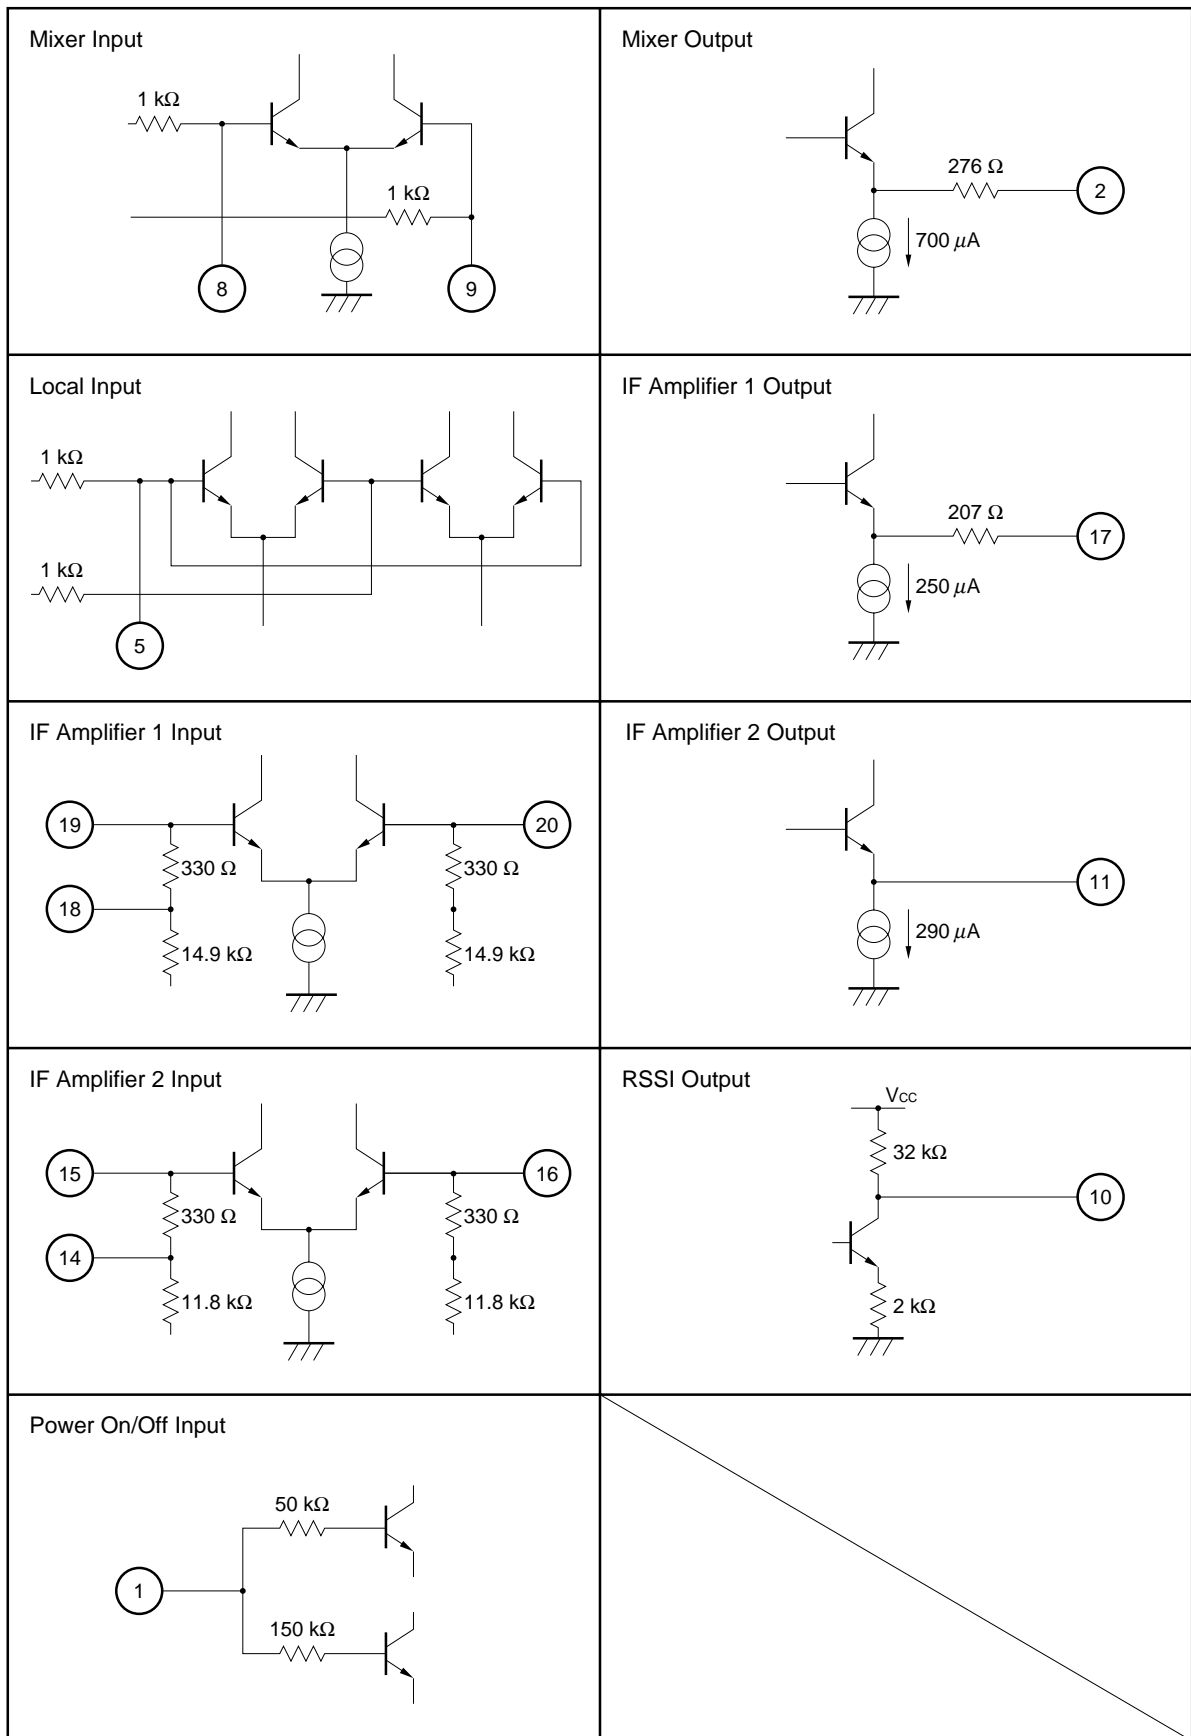 Mixer Input
1 kΩ
1 kΩ
8
9
Mixer Output
276 Ω
2
700 μA
Local Input
1 kΩ
1 kΩ
5
IF Amplifier 1 Output
207 Ω
17
250 μA
IF Amplifier 1 Input
19
20
330 Ω
330 Ω
18
14.9 kΩ
14.9 kΩ
IF Amplifier 2 Output
11
290 μA
IF Amplifier 2 Input
15
16
330 Ω
330 Ω
14
11.8 kΩ
11.8 kΩ
RSSI Output
VCC
32 kΩ
10
2 kΩ
Power On/Off Input
50 kΩ
1
150 kΩ